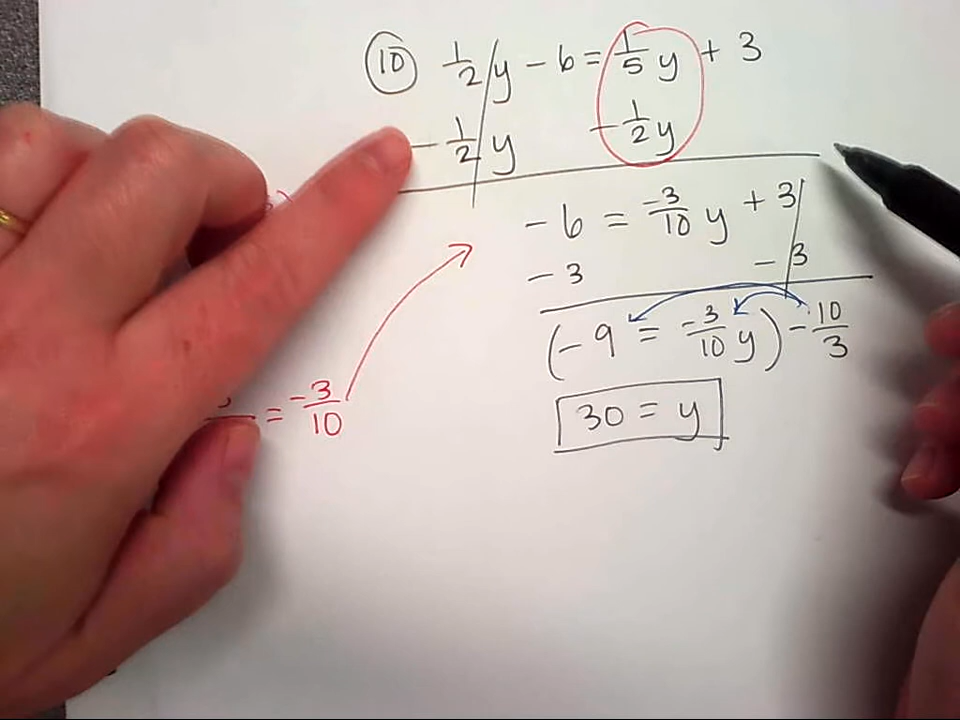 ⑩ 1/2 y - 6 = 1/5 y + 3
- 1/2 y - 1/2 y
- 6 = -3/10 y + 3
- 3 - 3
(- 9 = -3/10 y) - 10/3
= -3/10
30 = y